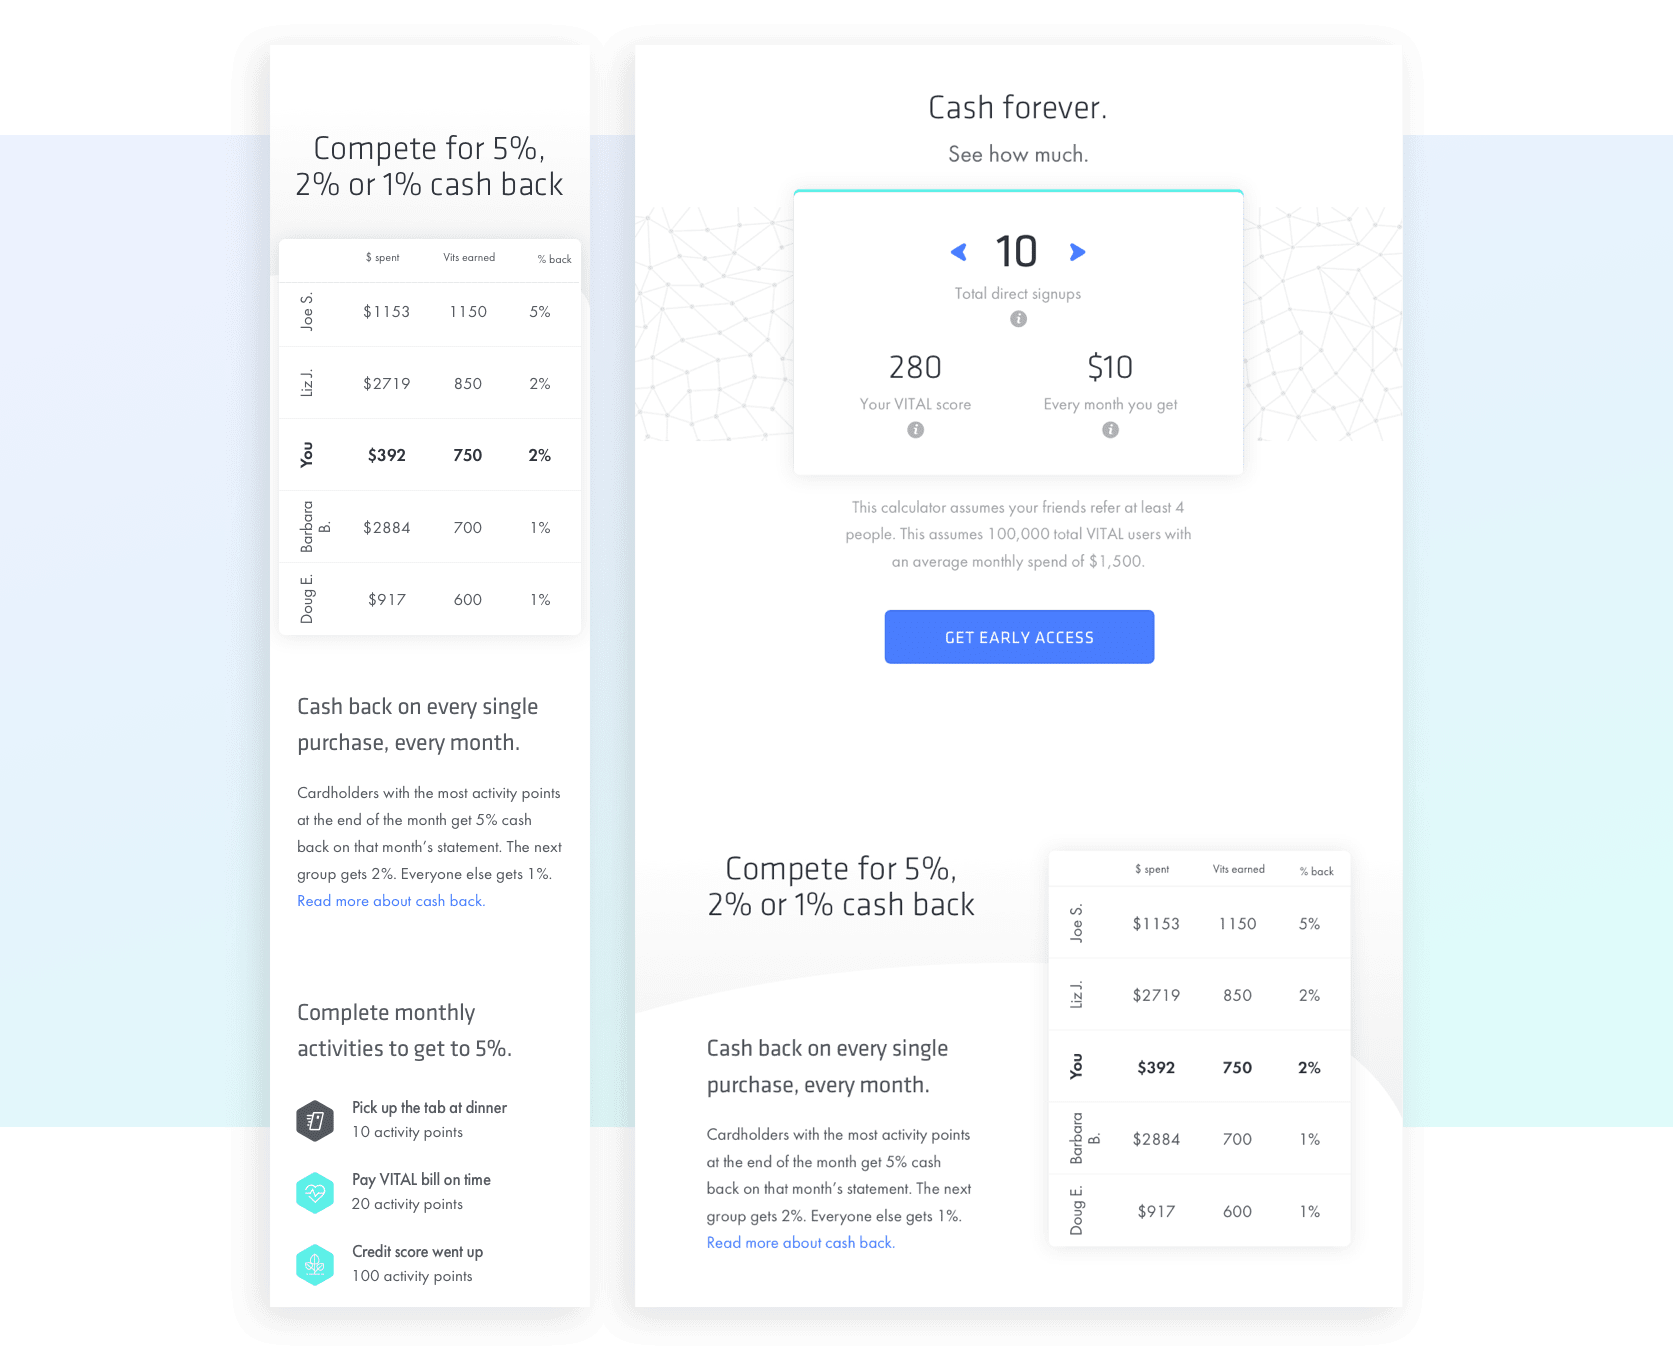 Compete for 5%,
2% or 1% cash back
$ spent Vits earned % back
Joe S. $1153 1150 5%
Liz J. $2719 850 2%
You $392 750 2%
Barbara B. $2884 700 1%
Doug E. $917 600 1%
Cash back on every single
purchase, every month.
Cardholders with the most activity points
at the end of the month get 5% cash
back on that month’s statement. The next
group gets 2%. Everyone else gets 1%.
Read more about cash back.
Complete monthly
activities to get to 5%.
Pick up the tab at dinner
10 activity points
Pay VITAL bill on time
20 activity points
Credit score went up
100 activity points
Cash forever.
See how much.
10
Total direct signups
i
280 $10
Your VITAL score Every month you get
i i
This calculator assumes your friends refer at least 4
people. This assumes 100,000 total VITAL users with
an average monthly spend of $1,500.
GET EARLY ACCESS
Compete for 5%,
2% or 1% cash back
Cash back on every single
purchase, every month.
Cardholders with the most activity points
at the end of the month get 5% cash
back on that month’s statement. The next
group gets 2%. Everyone else gets 1%.
Read more about cash back.
$ spent Vits earned % back
Joe S. $1153 1150 5%
Liz J. $2719 850 2%
You $392 750 2%
Barbara B. $2884 700 1%
Doug E. $917 600 1%